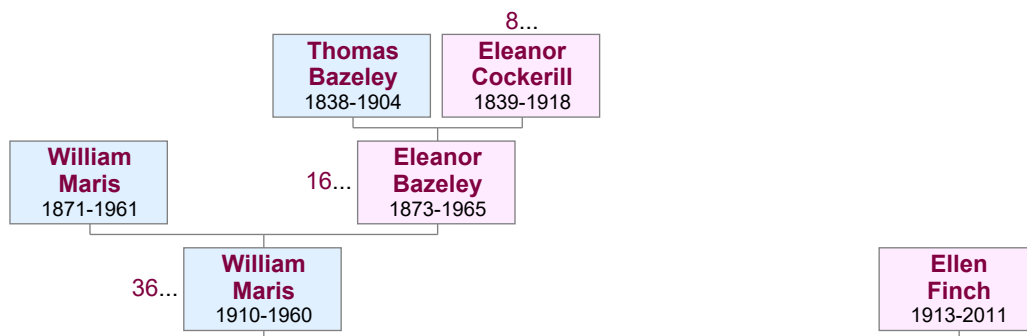 8...
Thomas
Bazeley
1838-1904
Eleanor
Cockerill
1839-1918
William
Maris
1871-1961
16...
Eleanor
Bazeley
1873-1965
36...
William
Maris
1910-1960
Ellen
Finch
1913-2011